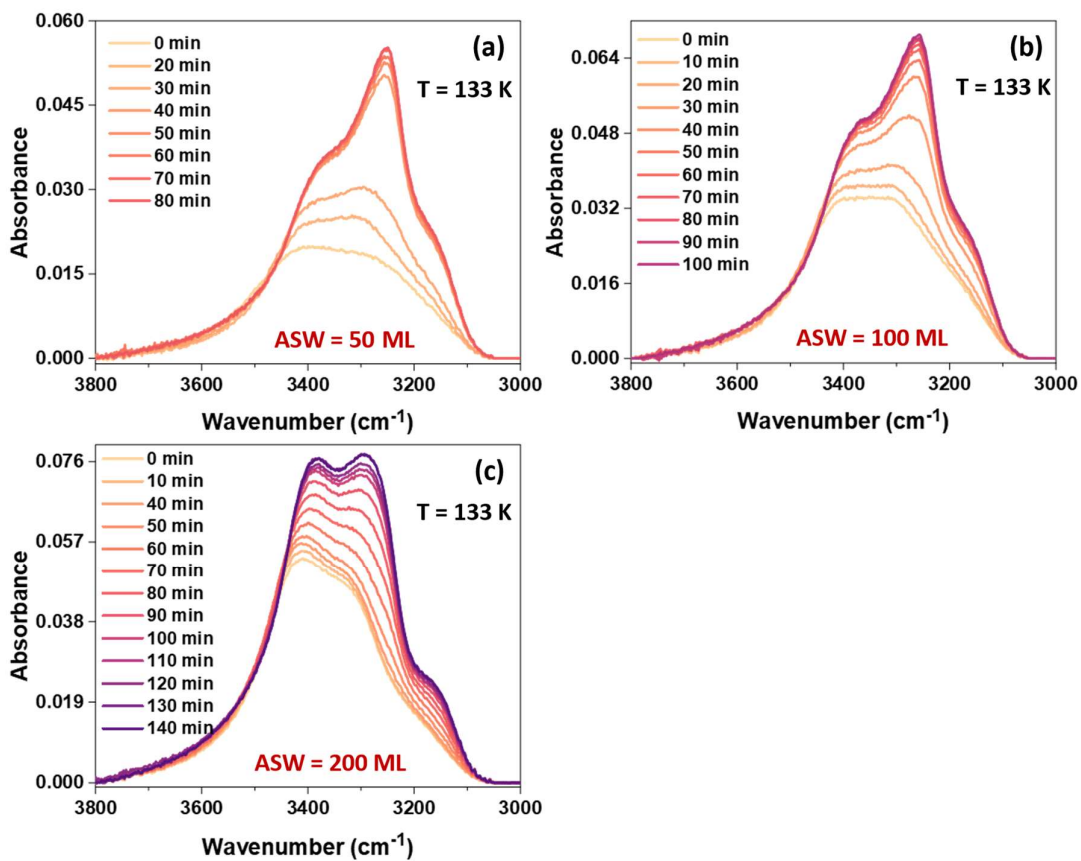 (a)
T = 133 K
0.060
0.045
0.030
0.015
0.000
Absorbance
0 min
20 min
30 min
40 min
50 min
60 min
70 min
80 min
ASW = 50 ML
3800
3600
3400
3200
3000
Wavenumber (cm-1)
(b)
T = 133 K
0.064
0.048
0.032
0.016
0.000
Absorbance
0 min
10 min
20 min
30 min
40 min
50 min
60 min
70 min
80 min
90 min
100 min
ASW = 100 ML
3800
3600
3400
3200
3000
Wavenumber (cm-1)
(c)
T = 133 K
0.076
0.057
0.038
0.019
0.000
Absorbance
0 min
10 min
40 min
50 min
60 min
70 min
80 min
90 min
100 min
110 min
120 min
130 min
140 min
ASW = 200 ML
3800
3600
3400
3200
3000
Wavenumber (cm-1)